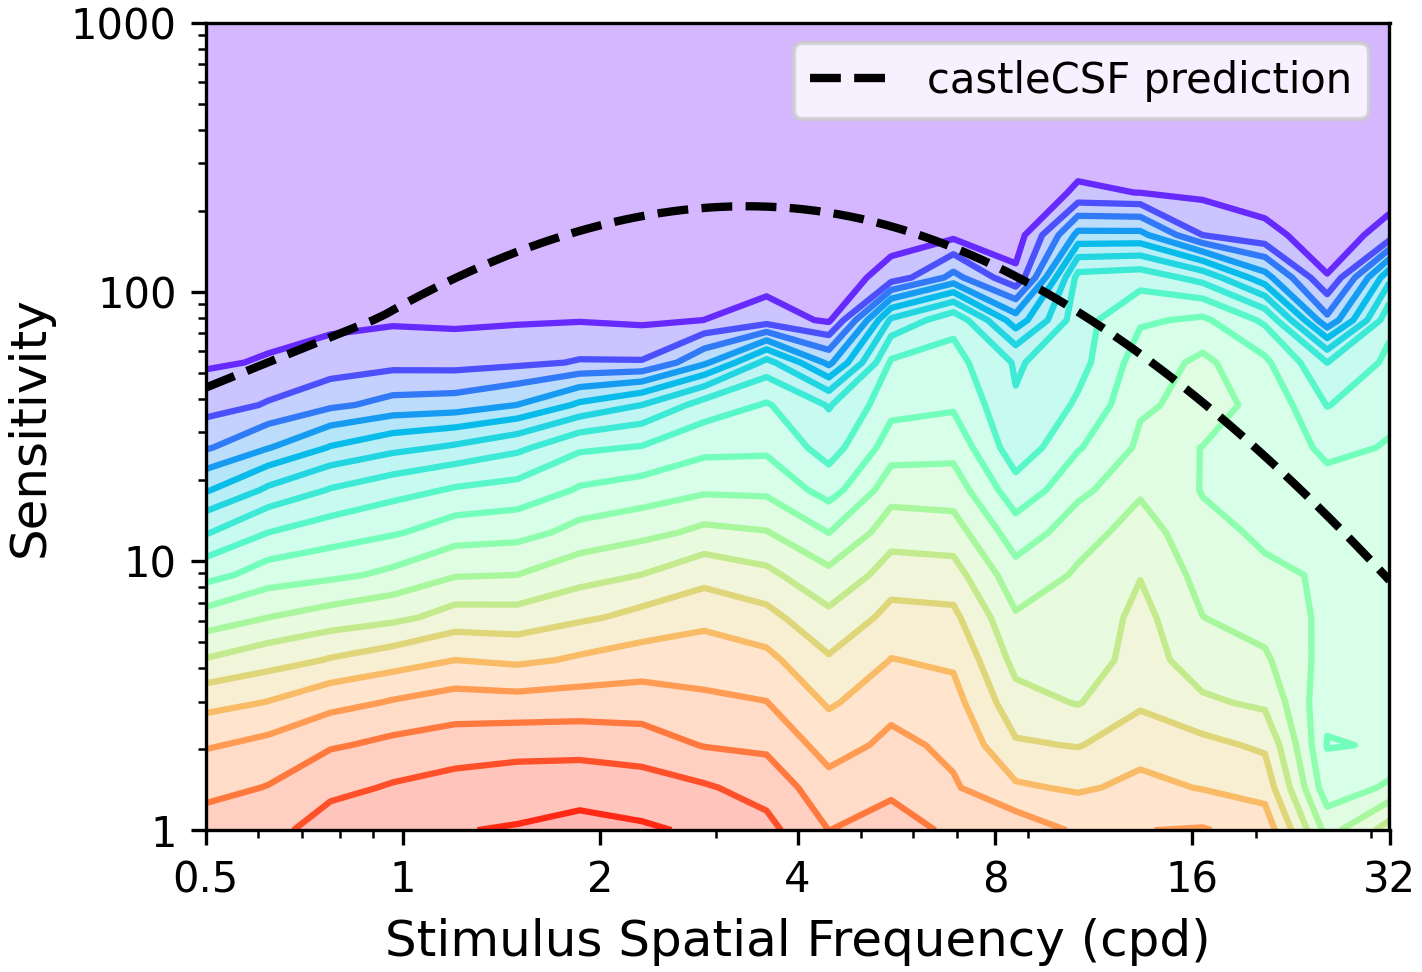 1000
100
10
1
Sensitivity
castleCSF prediction
0.5 1 2 4 8 16 32
Stimulus Spatial Frequency (cpd)